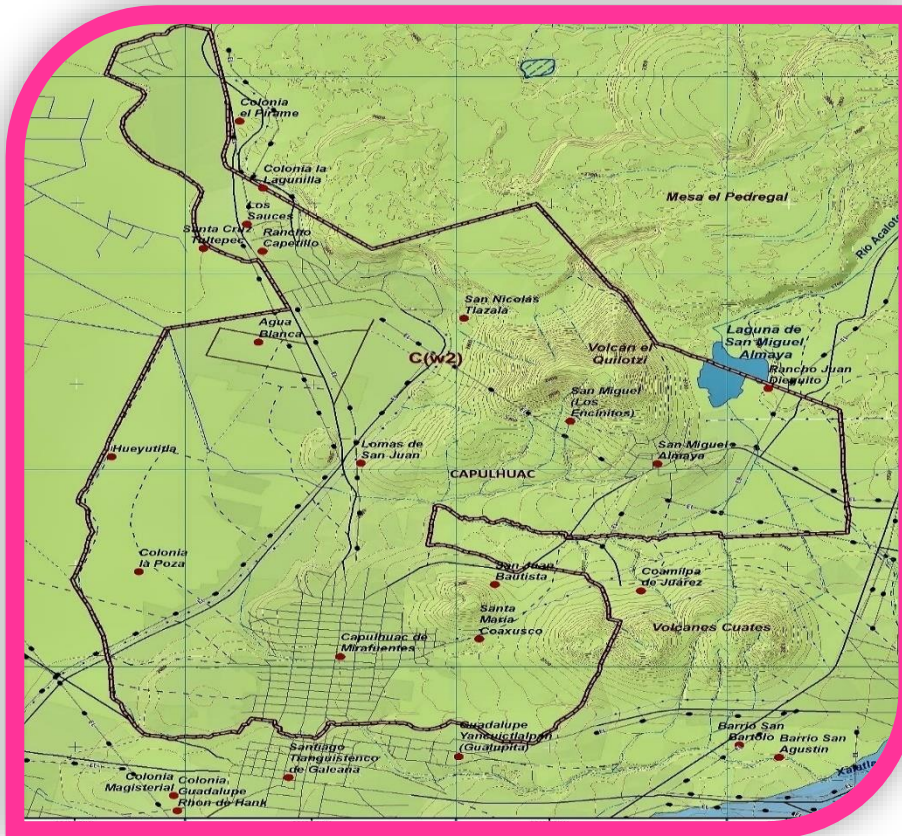 Colonia
el Pirame
Colonia la
Lagunilla
Los
Sauces
Mesa el Pedregal
Santa Cruz
Tultepec
Rancho
Capetillo
Rio Acalote
San Nicolás
Tlazala
Agua
Blanca
Laguna de
San Miguel
Almaya
Volcán el
Quilotzi
C(w2)
Rancho Juan
Dieguito
San Miguel
(Los
Encinitos)
Hueyutitla
Lomas de
San Juan
San Miguel
Almaya
CAPULHUAC
Colonia
la Poza
San Juan
Bautista
Coamilpa
de Juárez
Santa
Maria
Coaxusco
Volcanes Cuates
Capulhuac de
Mirafuentes
Guadalupe
Yancuictlalpan
(Gualupita)
Barrio San
Bartolo
Barrio San
Agustín
Santiago
Tianguistenco
de Galeana
Colonia
Magisterial
Colonia
Guadalupe
Rhon de Hank